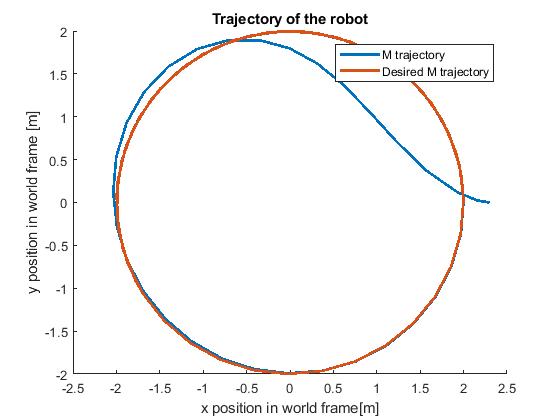 Trajectory of the robot
M trajectory
Desired M trajectory
y position in world frame [m]
2
1.5
1
0.5
0
-0.5
-1
-1.5
-2
-2.5 -2 -1.5 -1 -0.5 0 0.5 1 1.5 2 2.5
x position in world frame[m]